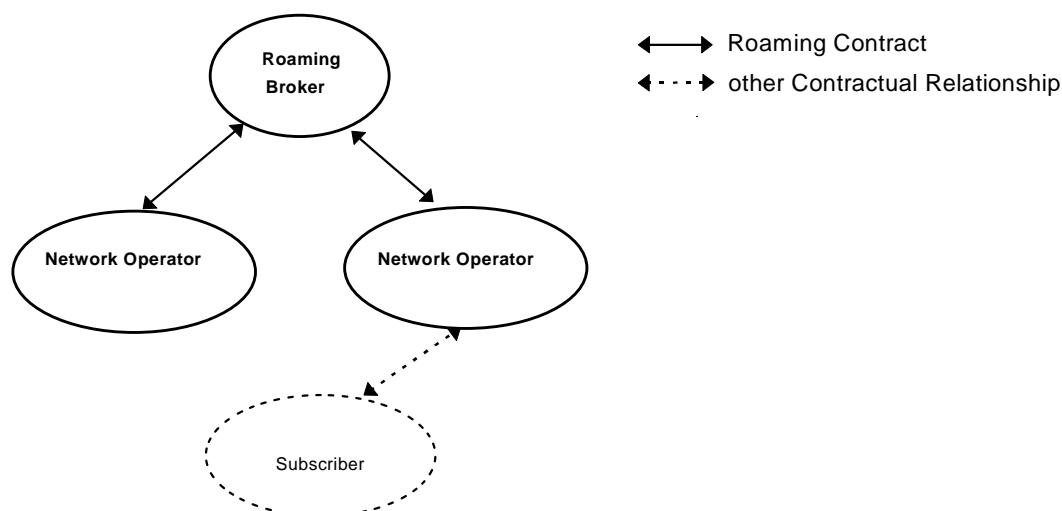 Roaming
Broker
Roaming Contract
other Contractual Relationship
Network Operator
Network Operator
Subscriber